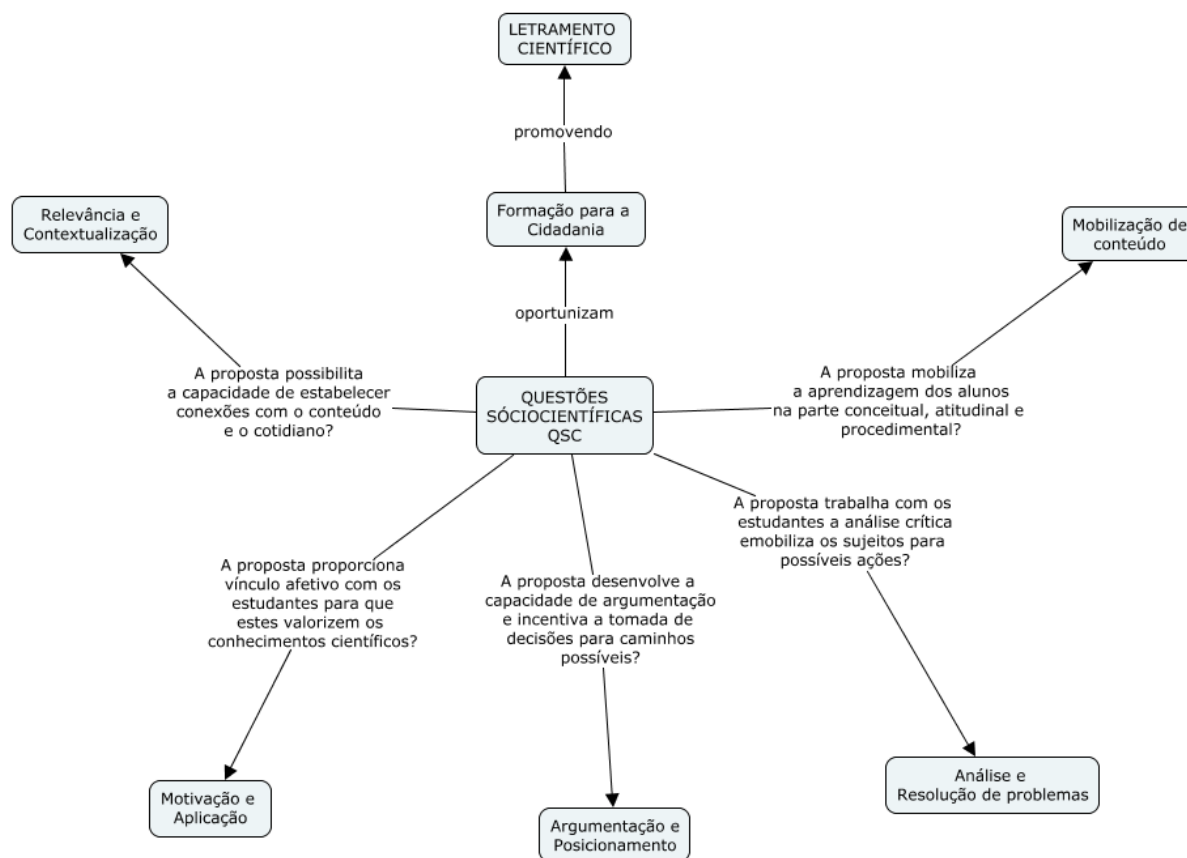 LETRAMENTO
CIENTÍFICO
promovendo
Relevância e
Contextualização
Formação para a
Cidadania
Mobilização de
conteúdo
oportunizam
A proposta possibilita
a capacidade de estabelecer
conexões com o conteúdo
e o cotidiano?
QUESTÕES
SÓCIOCIENTÍFICAS
QSC
A proposta mobiliza
a aprendizagem dos alunos
na parte conceitual, atitudinal e
procedimental?
A proposta trabalha com os
estudantes a análise crítica
emobiliza os sujeitos para
possíveis ações?
A proposta proporciona
vínculo afetivo com os
estudantes para que
estes valorizem os
conhecimentos científicos?
A proposta desenvolve a
capacidade de argumentação
e incentiva a tomada de
decisões para caminhos
possíveis?
Motivação e
Aplicação
Argumentação e
Posicionamento
Análise e
Resolução de problemas